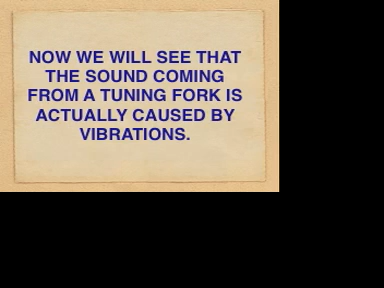 NOW WE WILL SEE THAT
THE SOUND COMING
FROM A TUNING FORK IS
ACTUALLY CAUSED BY
VIBRATIONS.